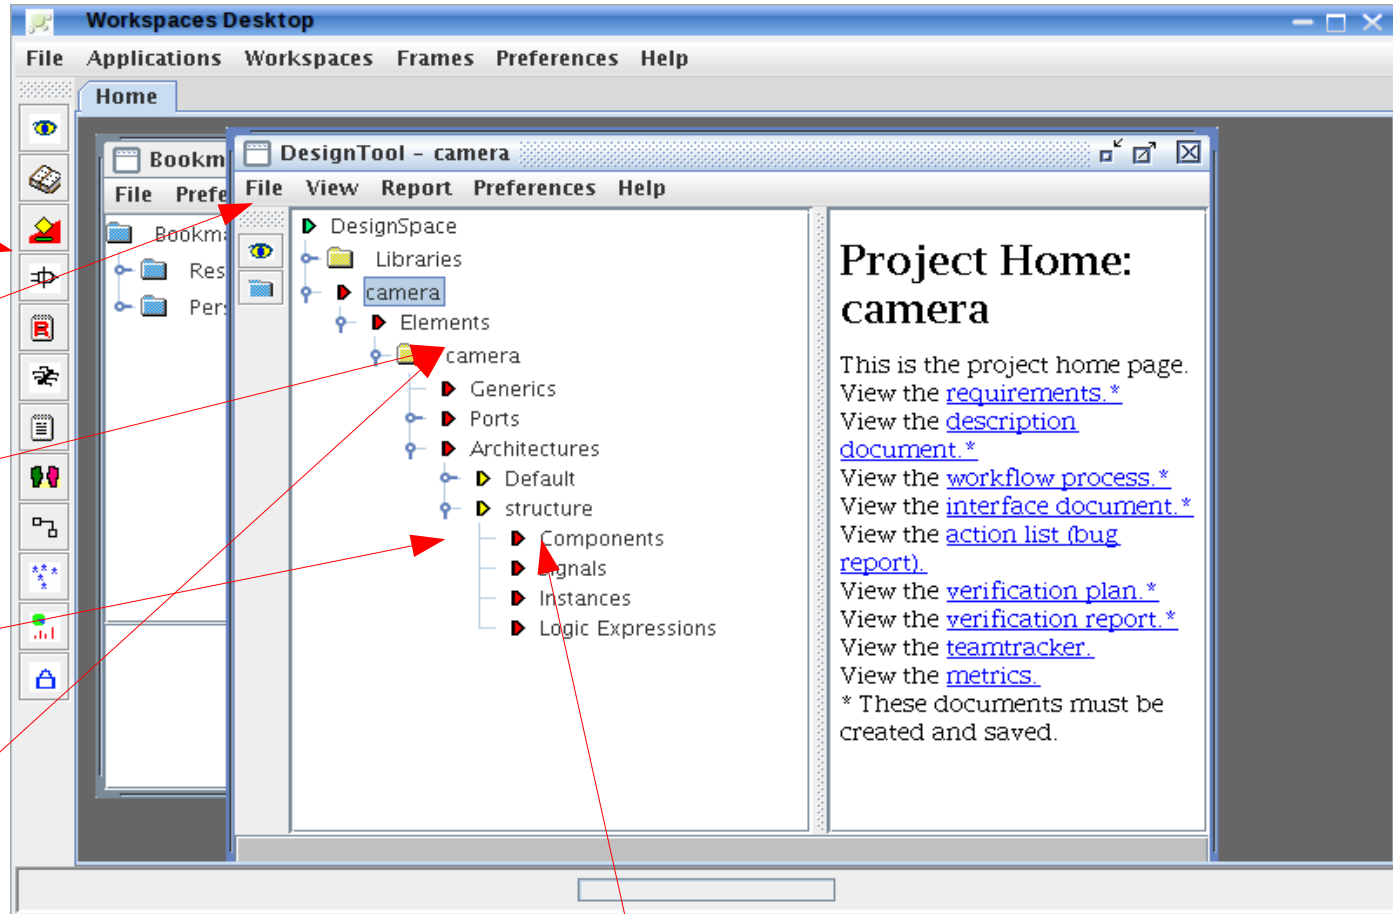 Workspaces Desktop
File Applications Workspaces Frames Preferences Help
Home
Bookm
File Prefe
Bookm
Res
Per
DesignTool - camera
File View Report Preferences Help
DesignSpace
Libraries
camera
Elements
camera
Generics
Ports
Architectures
Default
structure
Components
Signals
Instances
Logic Expressions
Project Home:
camera
This is the project home page.
View the requirements.*
View the description
document.*
View the workflow process.*
View the interface document.*
View the action list (bug
report).
View the verification plan.*
View the verification report.*
View the teamtracker.
View the metrics.
* These documents must be
created and saved.